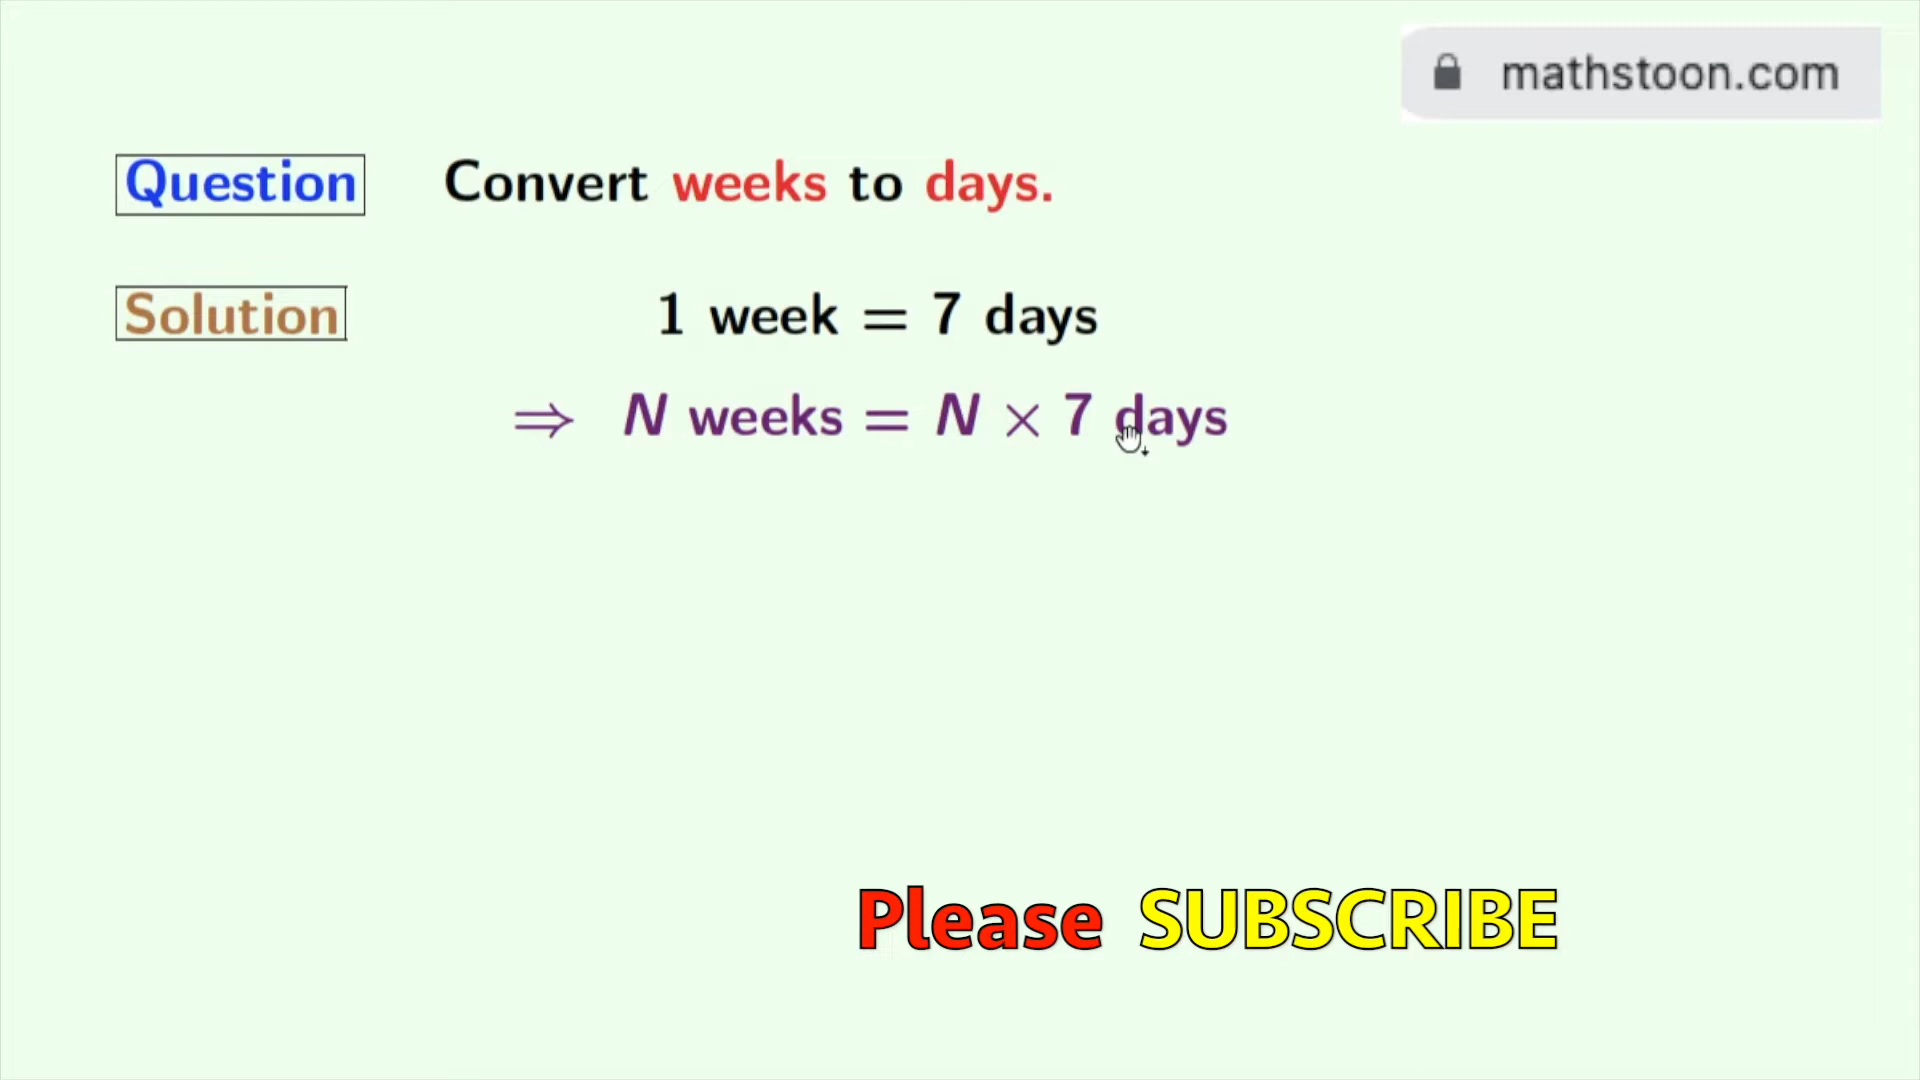 mathstoon.com
Question Convert weeks to days.
Solution 1 week = 7 days
⇒ N weeks = N × 7 days
Please SUBSCRIBE